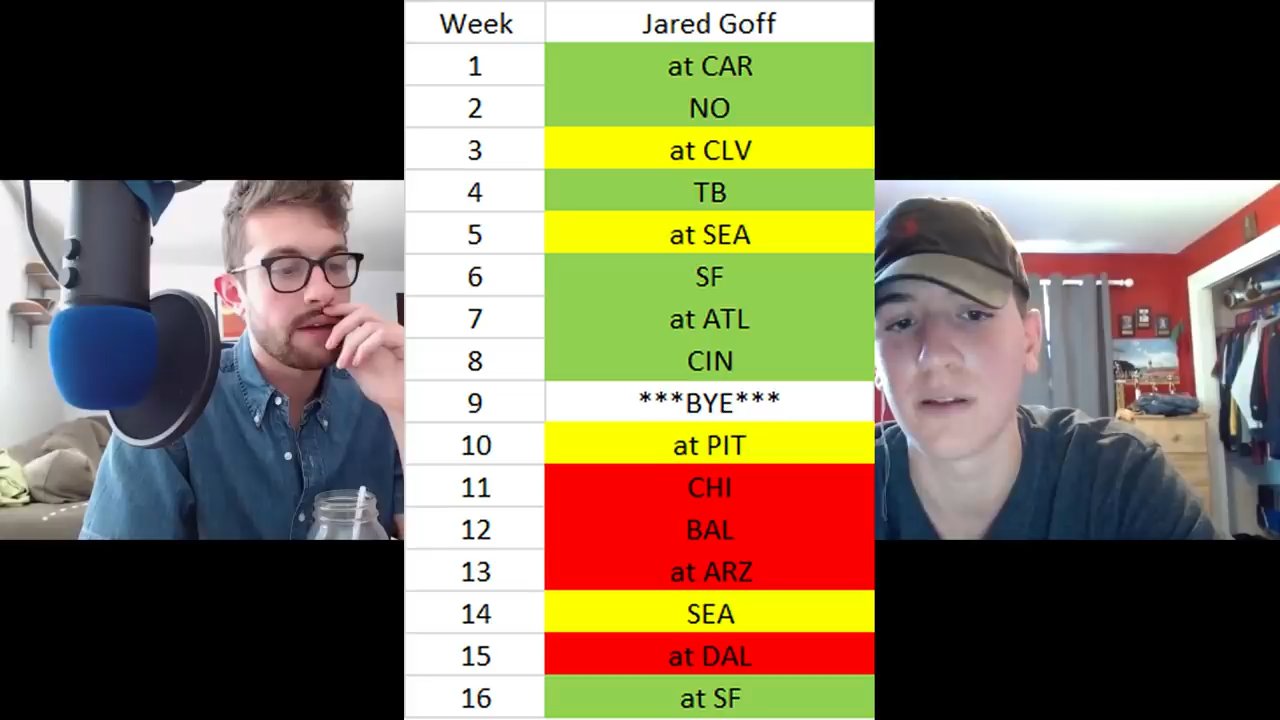 Week Jared Goff
1 at CAR
2 NO
3 at CLV
4 TB
5 at SEA
6 SF
7 at ATL
8 CIN
9 ***BYE***
10 at PIT
11 CHI
12 BAL
13 at ARZ
14 SEA
15 at DAL
16 at SF